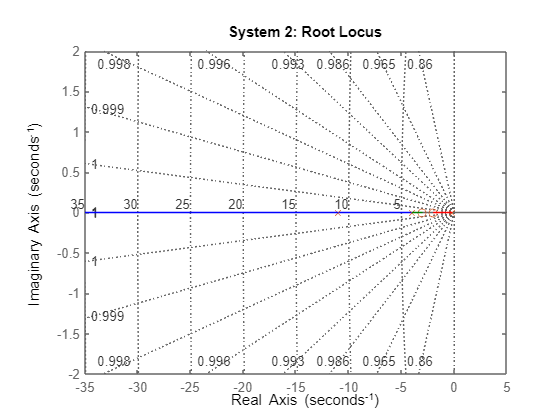 System 2: Root Locus
2
1.5
1
0.5
0
-0.5
-1
-1.5
-2
Imaginary Axis (seconds-1)
0.998 0.996 0.993 0.986 0.965 0.86
0.999
1
35 30 25 20 15 10 5
1
1
0.999
0.998 0.996 0.993 0.986 0.965 0.86
-35 -30 -25 -20 -15 -10 -5 0 5
Real Axis (seconds-1)